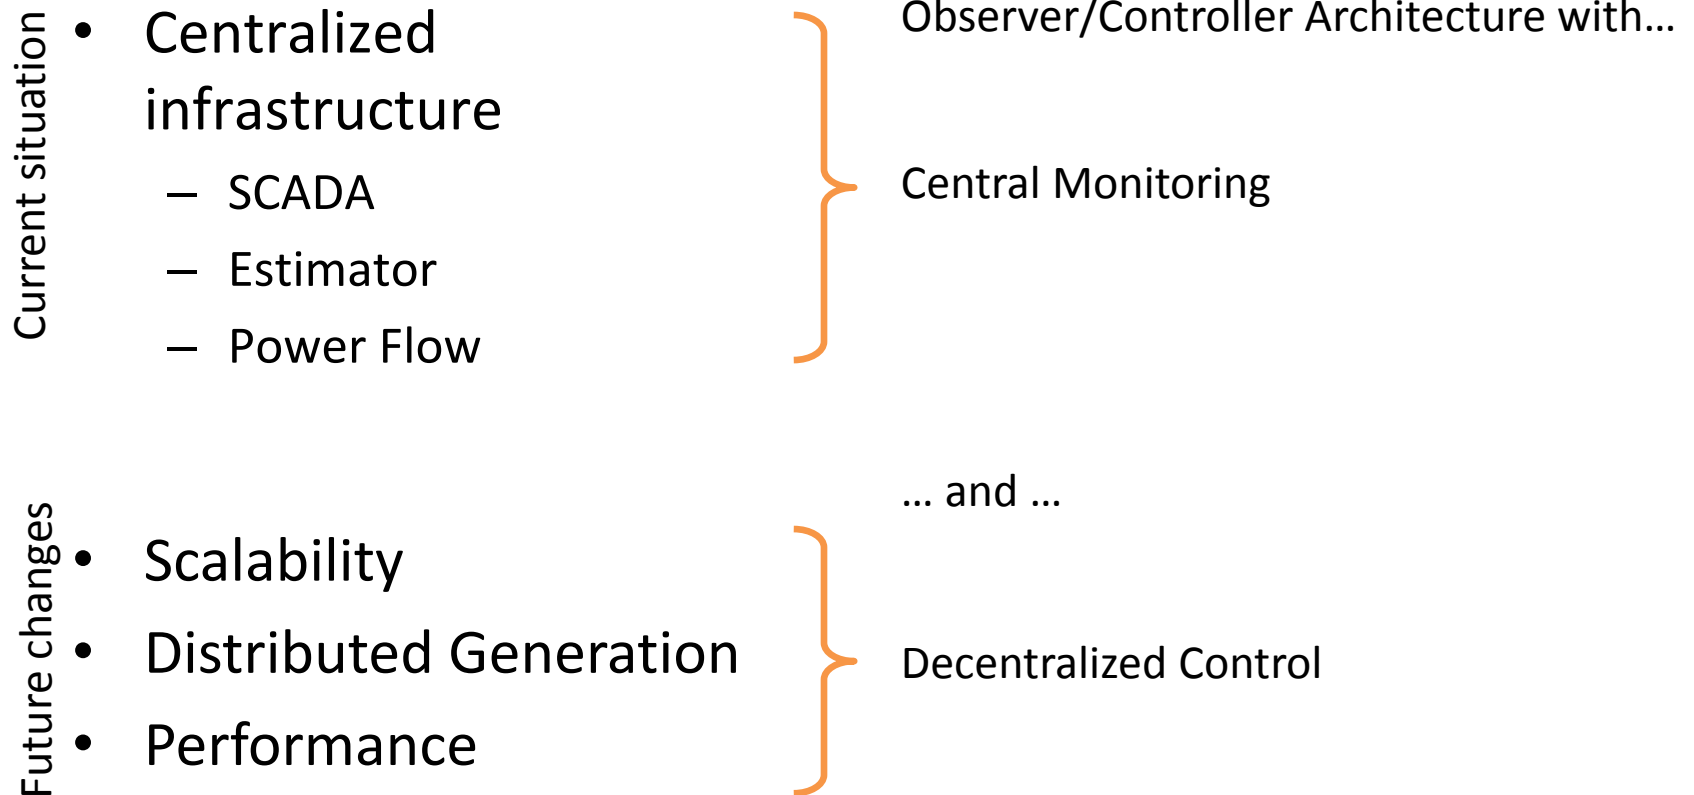 Current situation
• Centralized
infrastructure
– SCADA
– Estimator
– Power Flow
Observer/Controller Architecture with…
Central Monitoring
… and …
Future changes
• Scalability
• Distributed Generation
• Performance
Decentralized Control